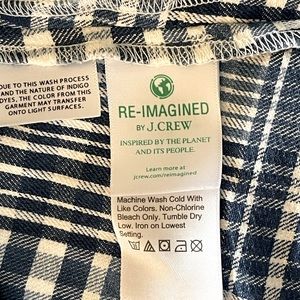 DUE TO THIS WASH PROCESS
AND THE NATURE OF INDIGO
DYES, THE COLOR FROM THIS
GARMENT MAY TRANSFER
ONTO LIGHT SURFACES.
RE-IMAGINED
BY J.CREW
INSPIRED BY THE PLANET
AND ITS PEOPLE.
Learn more at
jcrew.com/reimagined
Machine Wash Cold With
Like Colors. Non-Chlorine
Bleach Only. Tumble Dry
Low. Iron on Lowest
Setting.